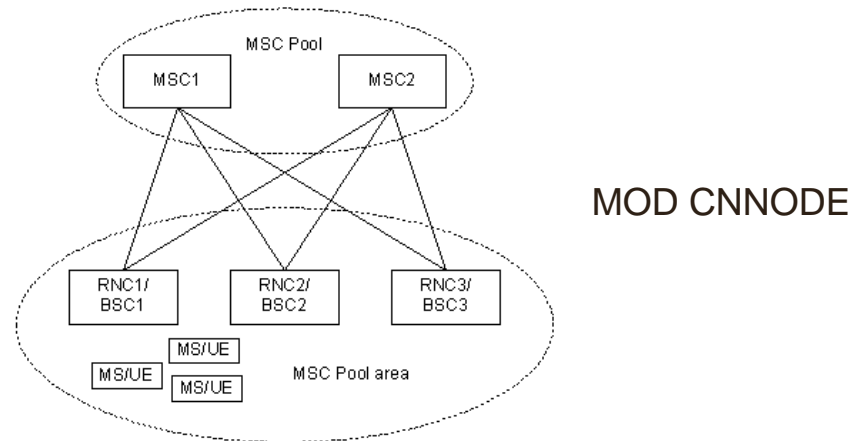 MSC Pool
MSC1
MSC2
MOD CNNODE
RNC1/
BSC1
RNC2/
BSC2
RNC3/
BSC3
MS/UE
MS/UE
MS/UE
MSC Pool area